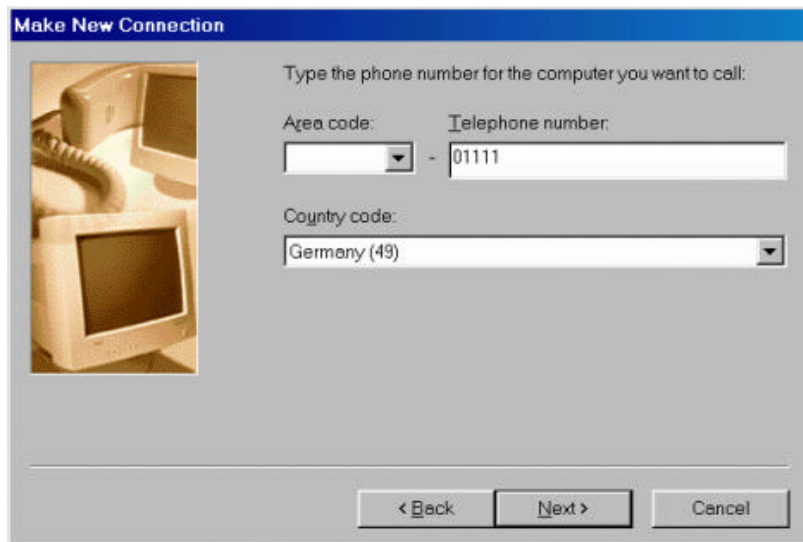 Make New Connection
Type the phone number for the computer you want to call:
Area code: Telephone number:
- 01111
Country code:
Germany (49)
< Back Next > Cancel